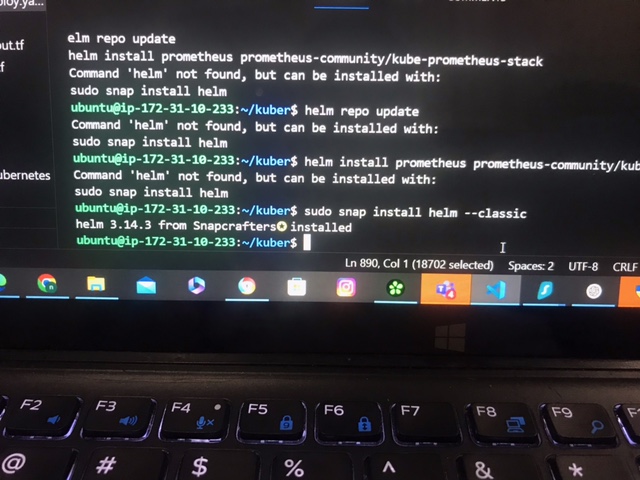 ploy.ya...
out.tf
ubernetes
elm repo update
helm install prometheus prometheus-community/kube-prometheus-stack
Command 'helm' not found, but can be installed with:
sudo snap install helm
ubuntu@ip-172-31-10-233:~/kuber$ helm repo update
Command 'helm' not found, but can be installed with:
sudo snap install helm
ubuntu@ip-172-31-10-233:~/kuber$ helm install prometheus prometheus-community/kub
Command 'helm' not found, but can be installed with:
sudo snap install helm
ubuntu@ip-172-31-10-233:~/kuber$ sudo snap install helm --classic
helm 3.14.3 from Snapcrafters✪ installed
ubuntu@ip-172-31-10-233:~/kuber$
Ln 890, Col 1 (18702 selected) Spaces: 2 UTF-8 CRLF
F2 F3 F4 F5 F6 F7 F8 F9
@ # $ % ^ & *